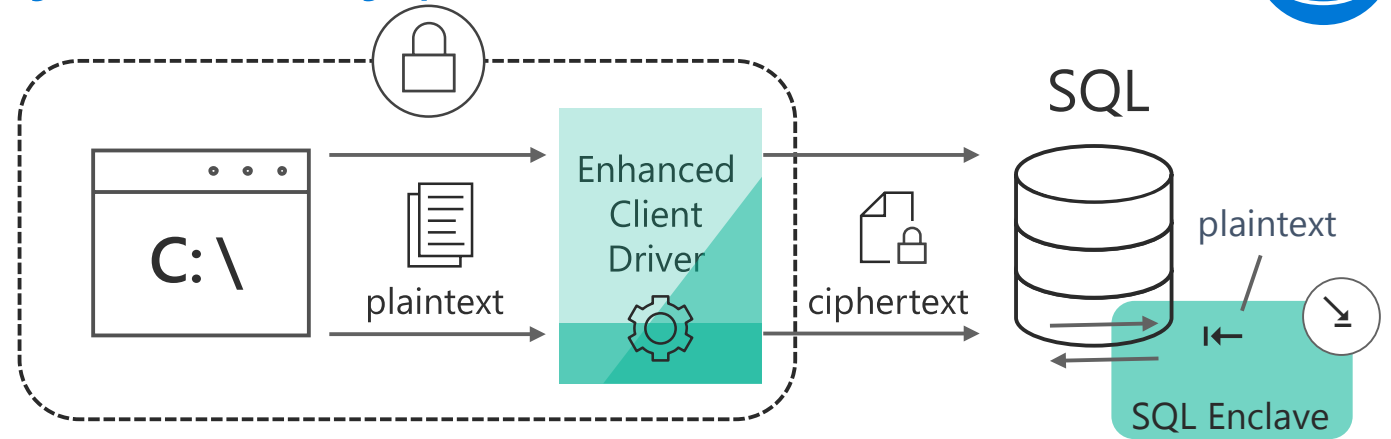 SQL
Enhanced
Client
Driver
C:\
plaintext
ciphertext
plaintext
SQL Enclave